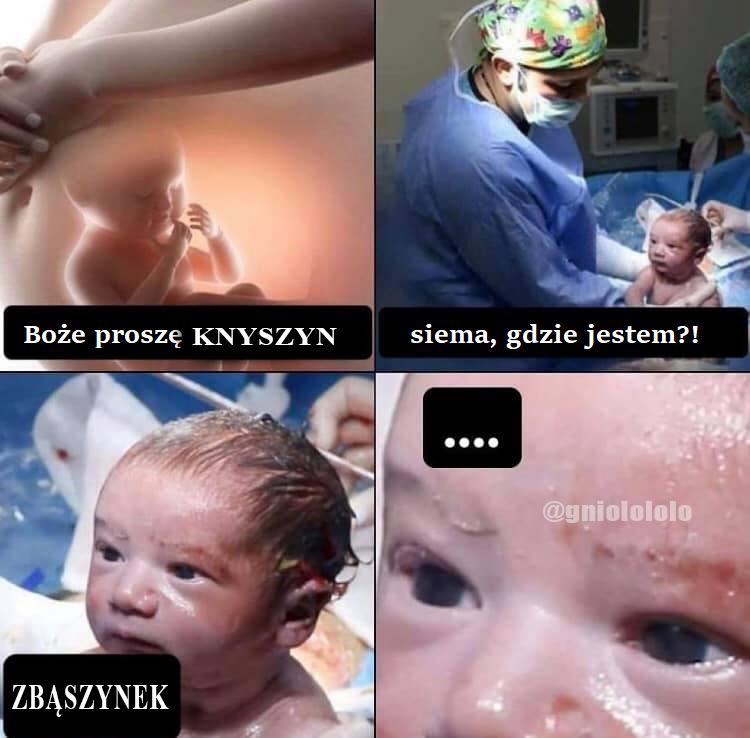 Boże proszę KNYSZYN
siema, gdzie jestem?!
ZBĄSZYNEK
....
@gniolololo